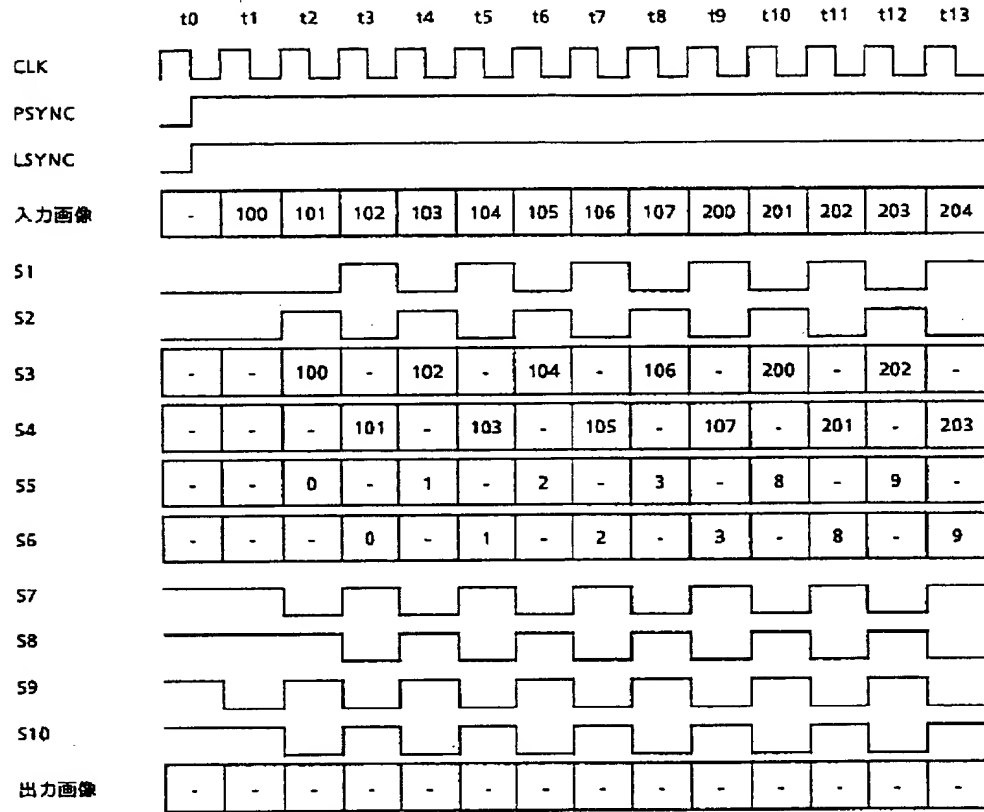 t0 t1 t2 t3 t4 t5 t6 t7 t8 t9 t10 t11 t12 t13
CLK
PSYNC
LSYNC
入力画像 - 100 101 102 103 104 105 106 107 200 201 202 203 204
S1
S2
S3 - - 100 - 102 - 104 - 106 - 200 - 202 -
S4 - - - 101 - 103 - 105 - 107 - 201 - 203
S5 - - 0 - 1 - 2 - 3 - 8 - 9 -
S6 - - - 0 - 1 - 2 - 3 - 8 - 9
S7
S8
S9
S10
出力画像 - - - - - - - - - - - - - -